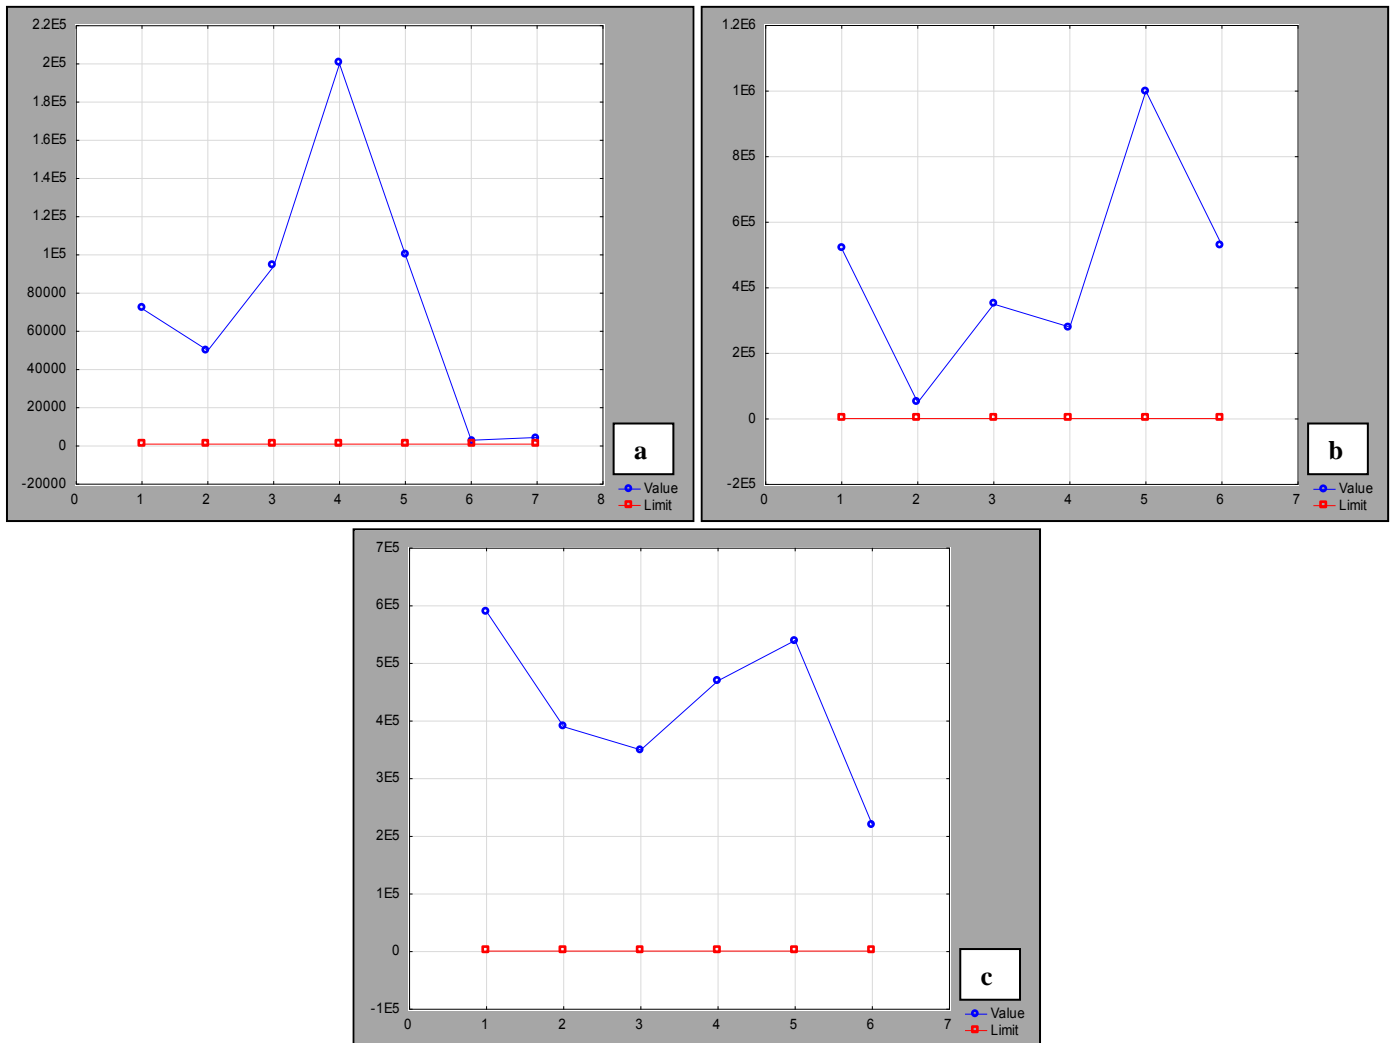 2.2E5
2E5
1.8E5
1.6E5
1.4E5
1.2E5
1E5
80000
60000
40000
20000
0
-20000
0 1 2 3 4 5 6 7 8
a
Value
Limit
1.2E6
1E6
8E5
6E5
4E5
2E5
0
-2E5
0 1 2 3 4 5 6 7
b
Value
Limit
7E5
6E5
5E5
4E5
3E5
2E5
1E5
0
-1E5
0 1 2 3 4 5 6 7
c
Value
Limit